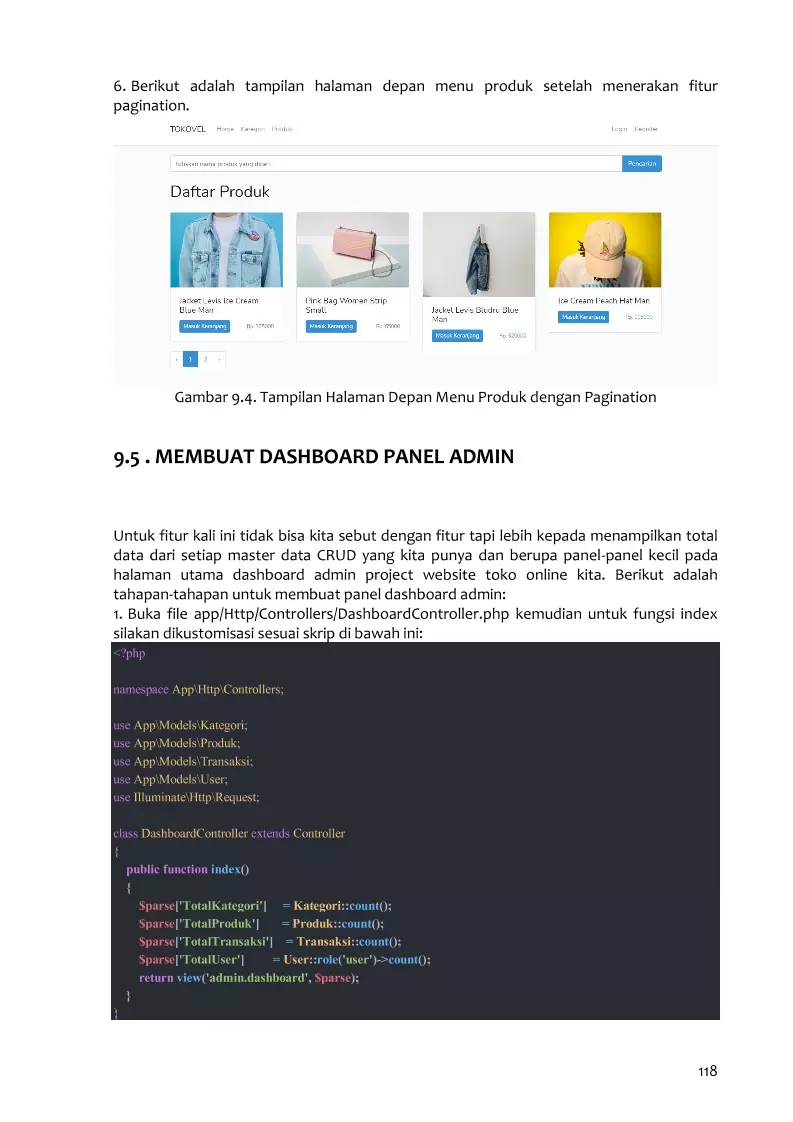 6. Berikut adalah tampilan halaman depan menu produk setelah menerakan fitur
pagination.
TOKOVEL Home Kategori Produk Login Register
tuliskan nama produk yang dicari Pencarian
Daftar Produk
Jacket Levis Ice Cream
Blue Man
Masuk Keranjang Rp. 325000
Pink Bag Women Strip
Small
Masuk Keranjang Rp. 65000
Jacket Levis Bludru Blue
Man
Masuk Keranjang Rp. 325000
Ice Cream Peach Hat Man
Masuk Keranjang Rp. 115000
‹ 1 2 ›
Gambar 9.4. Tampilan Halaman Depan Menu Produk dengan Pagination
9.5 . MEMBUAT DASHBOARD PANEL ADMIN
Untuk fitur kali ini tidak bisa kita sebut dengan fitur tapi lebih kepada menampilkan total
data dari setiap master data CRUD yang kita punya dan berupa panel-panel kecil pada
halaman utama dashboard admin project website toko online kita. Berikut adalah
tahapan-tahapan untuk membuat panel dashboard admin:
1. Buka file app/Http/Controllers/DashboardController.php kemudian untuk fungsi index
silakan dikustomisasi sesuai skrip di bawah ini:
<?php
namespace App\Http\Controllers;
use App\Models\Kategori;
use App\Models\Produk;
use App\Models\Transaksi;
use App\Models\User;
use Illuminate\Http\Request;
class DashboardController extends Controller
{
public function index()
{
$parse['TotalKategori'] = Kategori::count();
$parse['TotalProduk'] = Produk::count();
$parse['TotalTransaksi'] = Transaksi::count();
$parse['TotalUser'] = User::role('user')->count();
return view('admin.dashboard', $parse);
}
}
118